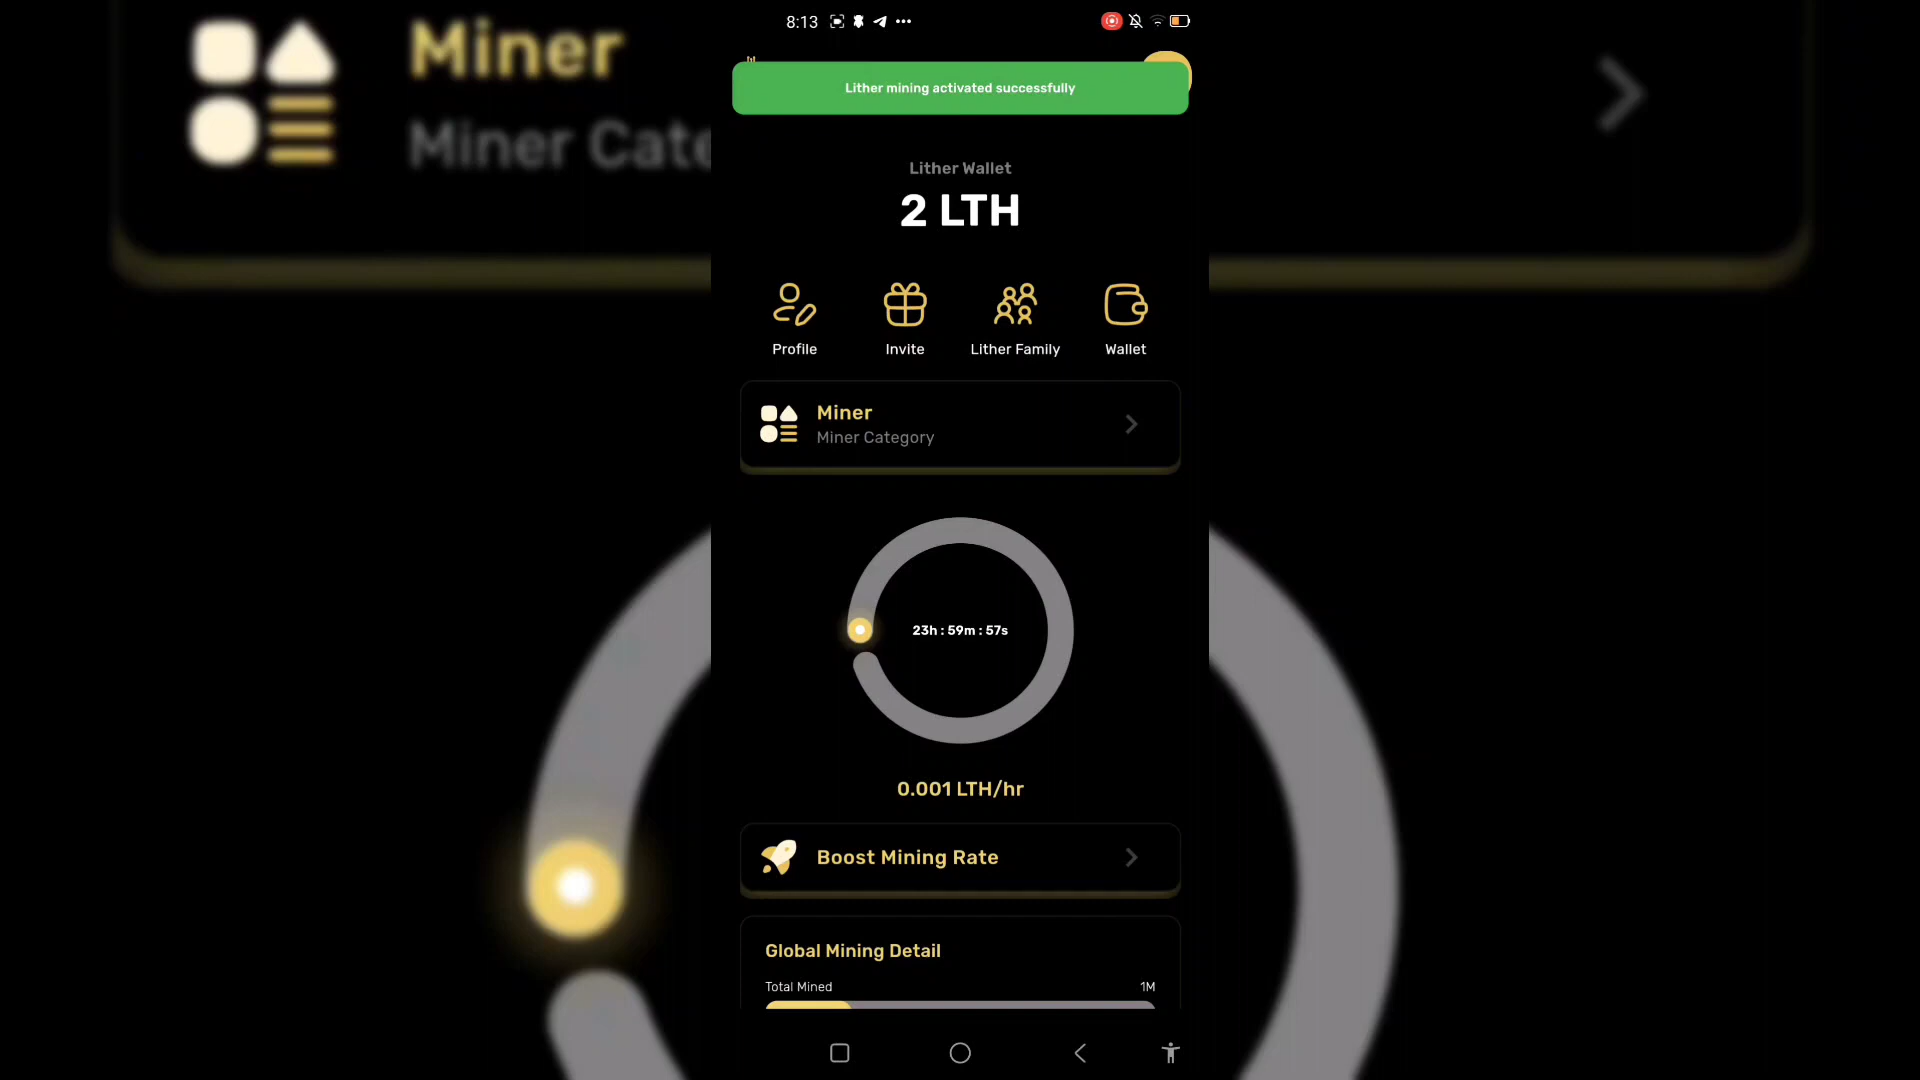 Miner
Miner Cate
8:13
Lither mining activated successfully
Lither Wallet
2 LTH
Profile
Invite
Lither Family
Wallet
Miner
Miner Category
23h : 59m : 57s
0.001 LTH/hr
Boost Mining Rate
Global Mining Detail
Total Mined
1M